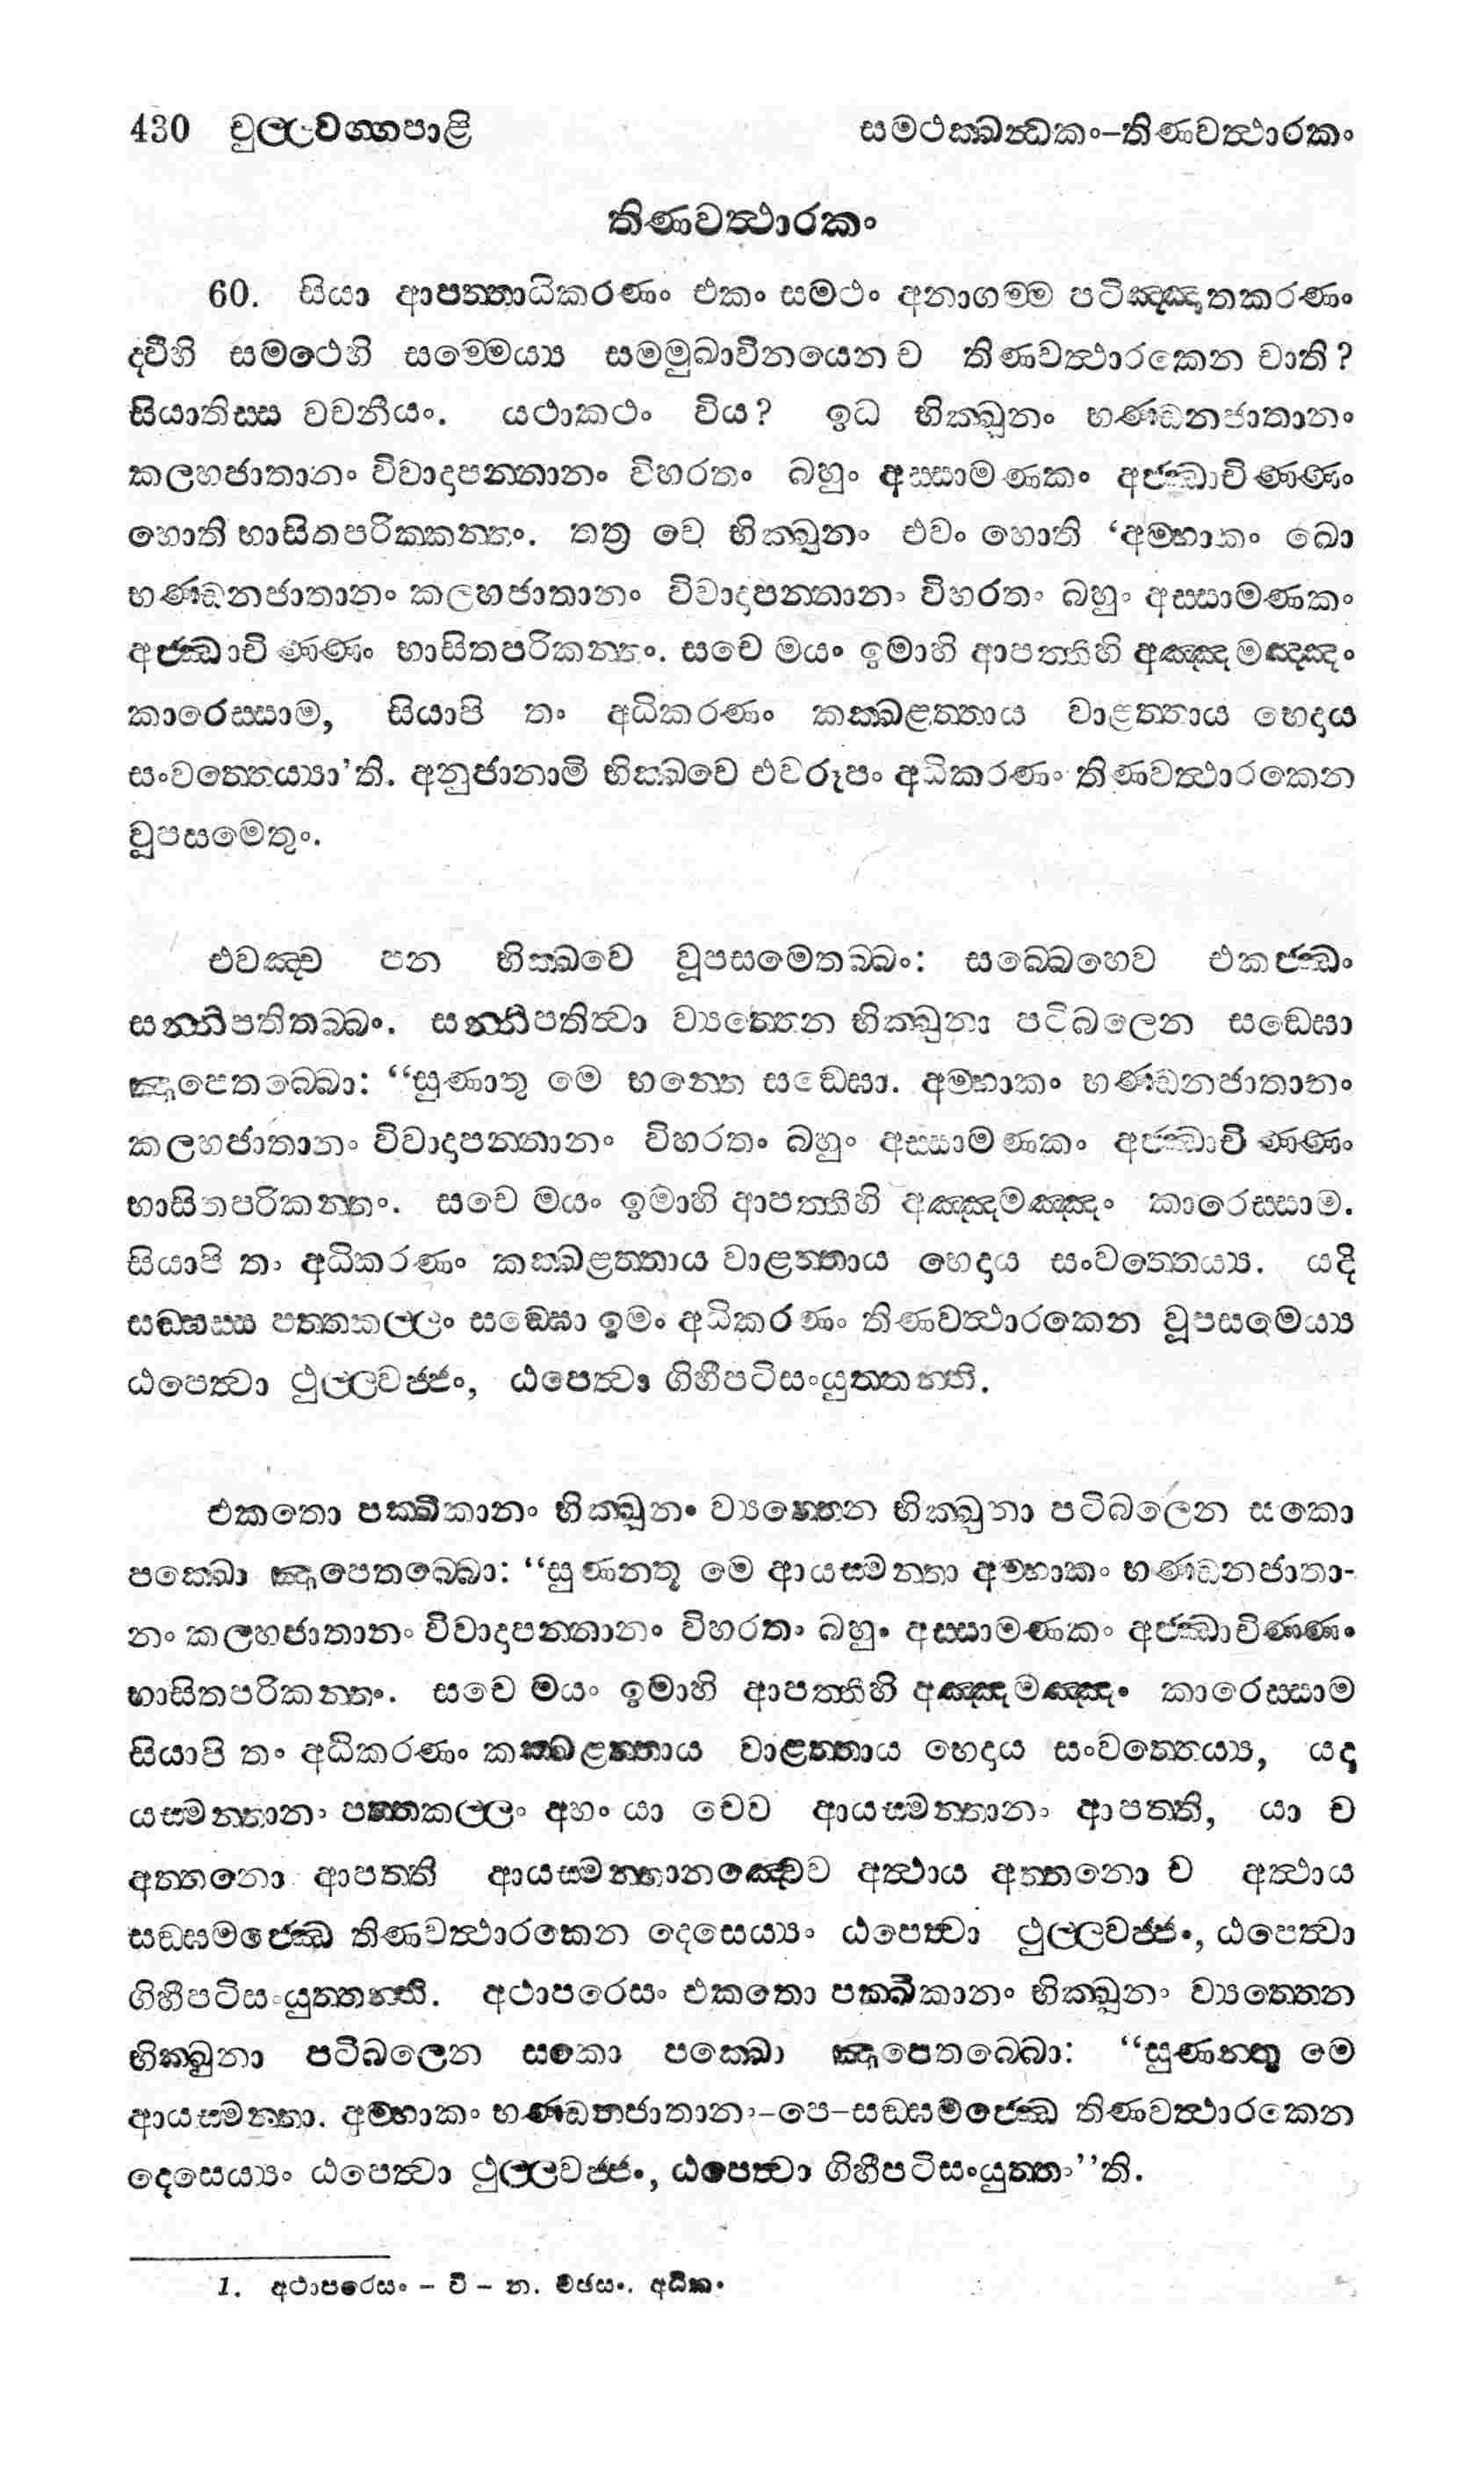 430 චුල්ලවග්ගපාළි සමථක්ඛන්ධකං–තිණවත්ථාරකං
තිණවත්ථාරකං
60. සියා ආපත්තාධිකරණං එකං සමථං අනාගම්ම පටිඤ්ඤාතකරණං
ද්වීහි සමථෙහි සම්මෙය්‍ය සම්මුඛාවිනයෙන ච තිණවත්ථාරකෙන චාති?
සියාතිස්ස වචනීයං. යථාකථං විය? ඉධ භික්ඛූනං භණ්ඩනජාතානං
කලහජාතානං විවාදාපන්නානං විහරතං බහුං අස්සාමණකං අජ්ඣාචිණ්ණං
හොති භාසිතපරික්කන්තං. තත්‍ර වෙ භික්ඛුනං එවං හොති ‘අම්හාකං ඛො
භණ්ඩනජාතානං කලහජාතානං විවාදාපන්නානං විහරතං බහුං අස්සාමණකං
අජ්ඣාචිණ්ණං භාසිතපරිකන්තං. සචෙ මයං ඉමාහි ආපත්තීහි අඤ්ඤමඤ්ඤං
කාරෙස්සාම, සියාපි තං අධිකරණං කක්ඛළත්තාය වාළත්තාය භෙදාය
සංවත්තෙය්‍යා’ති. අනුජානාමි භික්ඛවෙ එවරූපං අධිකරණං තිණවත්ථාරකෙන
වූපසමෙතුං.
එවඤ්ච පන භික්ඛවෙ වූපසමෙතබ්බං: සබ්බෙහෙව එකජ්ඣං
සන්නිපතිතබ්බං. සන්නිපතිත්වා ව්‍යත්තෙන භික්ඛුනා පටිබලෙන සඞ්ඝො
ඤාපෙතබ්බො: “සුණාතු මෙ භන්තෙ සඞ්ඝො. අම්හාකං භණ්ඩනජාතානං
කලහජාතානං විවාදාපන්නානං විහරතං බහුං අස්සාමණකං අජ්ඣාචිණ්ණං
භාසිතපරිකන්තං. සචෙ මයං ඉමාහි ආපත්තීහි අඤ්ඤමඤ්ඤං කාරෙස්සාම.
සියාපි තං අධිකරණං කක්ඛළත්තාය වාළත්තාය භෙදාය සංවත්තෙය්‍ය. යදි
සඞ්ඝස්ස පත්තකල්ලං සඞ්ඝො ඉමං අධිකරණං තිණවත්ථාරකෙන වූපසමෙය්‍ය
ඨපෙත්වා ථුල්ලවජ්ජං, ඨපෙත්වා ගිහීපටිසංයුත්තන්ති.
එකතො පක්ඛිකානං භික්ඛූනං ව්‍යත්තෙන භික්ඛුනා පටිබලෙන සකො
පක්ඛො ඤාපෙතබ්බො: “සුණන්තු මෙ ආයස්මන්තා අම්හාකං භණ්ඩනජාතා-
නං කලහජාතානං විවාදාපන්නානං විහරතං බහුං අස්සාමණකං අජ්ඣාචිණ්ණං
භාසිතපරිකන්තං. සචෙ මයං ඉමාහි ආපත්තීහි අඤ්ඤමඤ්ඤං කාරෙස්සාම
සියාපි තං අධිකරණං කක්ඛළත්තාය වාළත්තාය භෙදාය සංවත්තෙය්‍ය, යදා
යස්මන්තානං පත්තකල්ලං අහං යා චෙව ආයස්මන්තානං ආපත්ති, යා ච
අත්තනො ආපත්ති ආයස්මන්තානඤ්චෙව අත්ථාය අත්තනො ච අත්ථාය
සඞ්ඝමජ්ඣෙ තිණවත්ථාරකෙන දෙසෙය්‍යං ඨපෙත්වා ථුල්ලවජ්ජං, ඨපෙත්වා
ගිහීපටිසංයුත්තන්ති. අථාපරෙසං එකතො පක්ඛිකානං භික්ඛූනං ව්‍යත්තෙන
භික්ඛුනා පටිබලෙන සකො පක්ඛො ඤාපෙතබ්බො: “සුණන්තු මෙ
ආයස්මන්තා. අම්හාකං භණ්ඩනජාතානං–පෙ–සඞ්ඝමජ්ඣෙ තිණවත්ථාරකෙන
දෙසෙය්‍යං ඨපෙත්වා ථුල්ලවජ්ජං, ඨපෙත්වා ගිහීපටිසංයුත්තං”ති.
1. අථාපරෙසං – වි – න. මඡසං. අධිකං